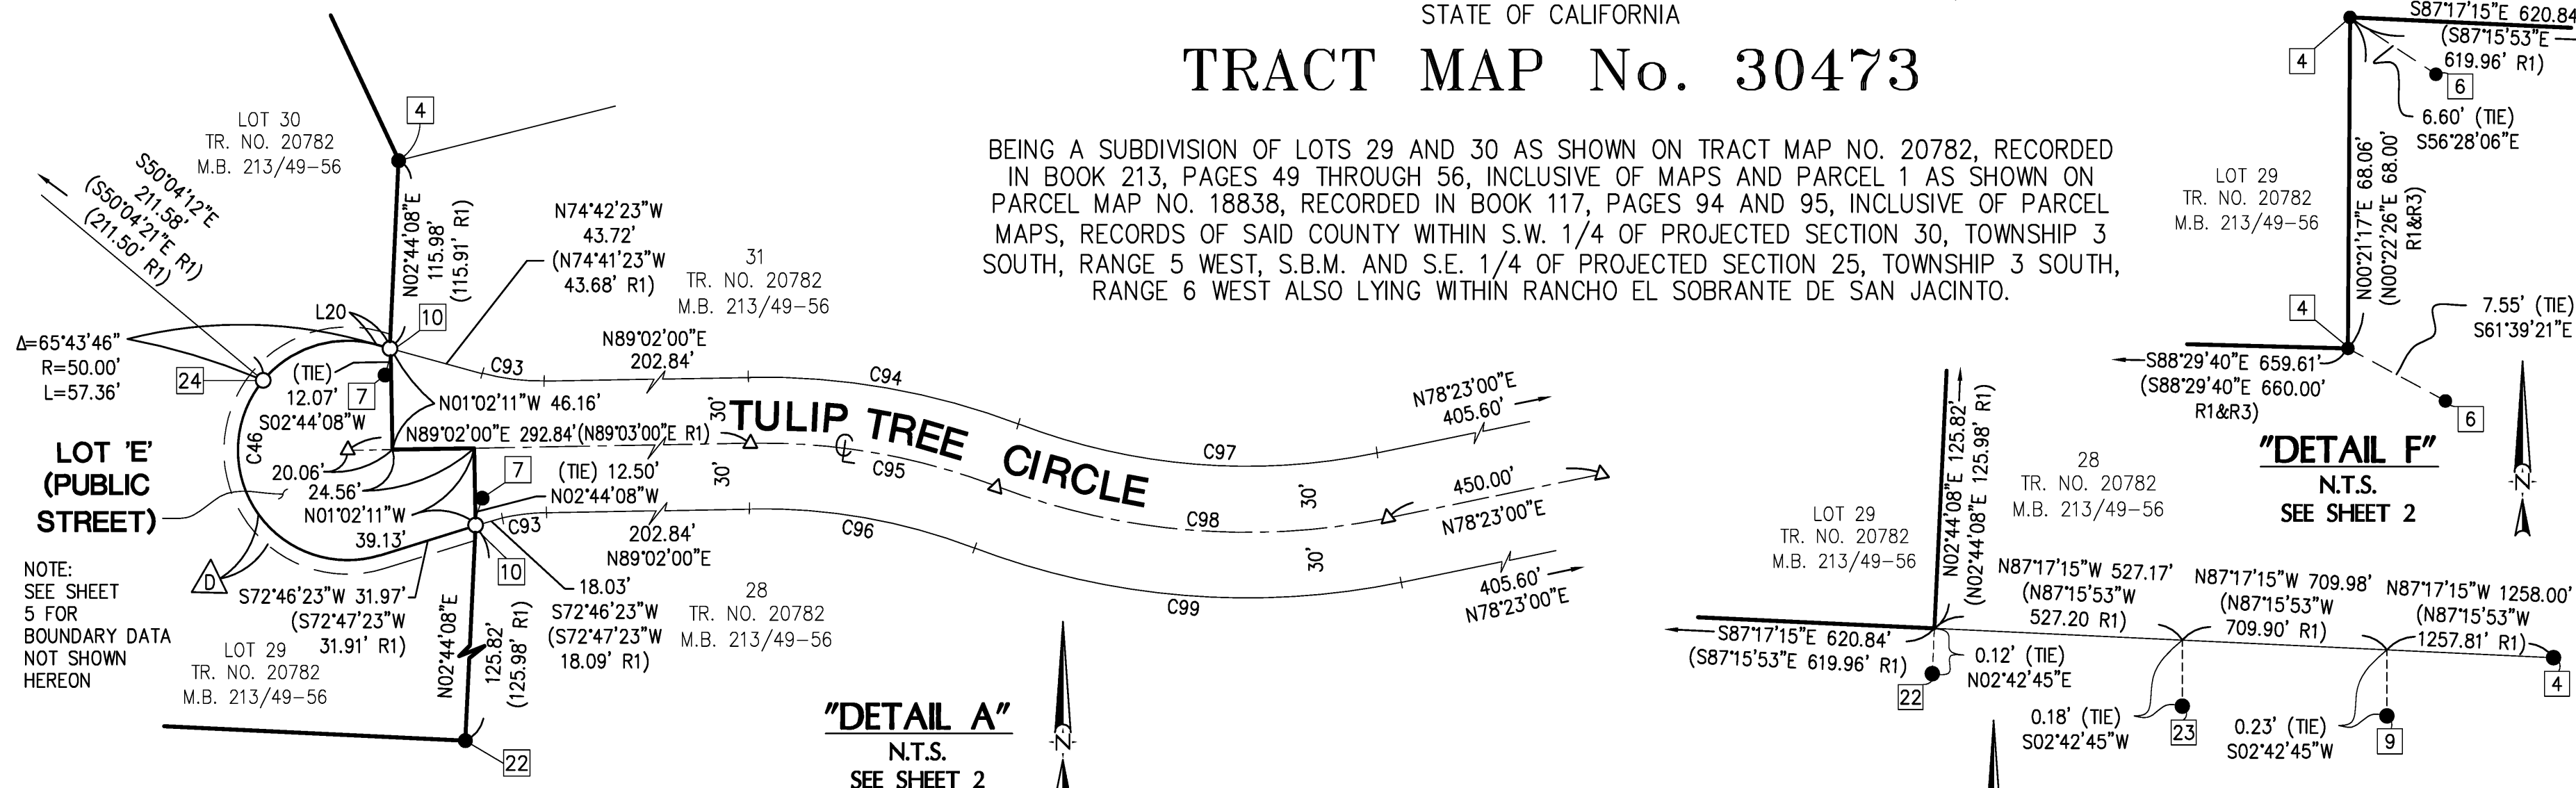 STATE OF CALIFORNIA
TRACT MAP No. 30473
BEING A SUBDIVISION OF LOTS 29 AND 30 AS SHOWN ON TRACT MAP NO. 20782, RECORDED
IN BOOK 213, PAGES 49 THROUGH 56, INCLUSIVE OF MAPS AND PARCEL 1 AS SHOWN ON
PARCEL MAP NO. 18838, RECORDED IN BOOK 117, PAGES 94 AND 95, INCLUSIVE OF PARCEL
MAPS, RECORDS OF SAID COUNTY WITHIN S.W. 1/4 OF PROJECTED SECTION 30, TOWNSHIP 3
SOUTH, RANGE 5 WEST, S.B.M. AND S.E. 1/4 OF PROJECTED SECTION 25, TOWNSHIP 3 SOUTH,
RANGE 6 WEST ALSO LYING WITHIN RANCHO EL SOBRANTE DE SAN JACINTO.
LOT 30
TR. NO. 20782
M.B. 213/49-56
4
S50°04'12"E
211.58'
(S50°04'21"E R1)
(211.50' R1)
N02°44'08"E
115.98'
(115.91' R1)
N74°42'23"W
43.72'
(N74°41'23"W
43.68' R1)
31
TR. NO. 20782
M.B. 213/49-56
L20
10
Δ=65°43'46"
R=50.00'
L=57.36'
24
(TIE)
12.07'
S02°44'08"W
7
C93
N89°02'00"E
202.84'
C94
N01°02'11"W 46.16'
N89°02'00"E 292.84'(N89°03'00"E R1)
30'
TULIP TREE CIRCLE
C95
C97
N78°23'00"E
405.60'
LOT 'E'
(PUBLIC
STREET)
C46
20.06'
24.56'
N01°02'11"W
39.13'
7
(TIE) 12.50'
N02°44'08"W
C93
30'
202.84'
N89°02'00"E
C96
C98
30'
30'
450.00'
N78°23'00"E
C99
405.60'
N78°23'00"E
NOTE:
SEE SHEET
5 FOR
BOUNDARY DATA
NOT SHOWN
HEREON
D
S72°46'23"W 31.97'
(S72°47'23"W
31.91' R1)
10
18.03'
S72°46'23"W
(S72°47'23"W
18.09' R1)
28
TR. NO. 20782
M.B. 213/49-56
LOT 29
TR. NO. 20782
M.B. 213/49-56
N02°44'08"E
125.82'
(125.98' R1)
22
"DETAIL A"
N.T.S.
SEE SHEET 2
N
S87°17'15"E 620.84
(S87°15'53"E
619.96' R1)
4
6
6.60' (TIE)
S56°28'06"E
LOT 29
TR. NO. 20782
M.B. 213/49-56
N00°21'17"E 68.06'
(N00°22'26"E 68.00'
R1&R3)
4
7.55' (TIE)
S61°39'21"E
S88°29'40"E 659.61'
(S88°29'40"E 660.00'
R1&R3)
6
"DETAIL F"
N.T.S.
SEE SHEET 2
N
N02°44'08"E 125.82'
(N02°44'08"E 125.98' R1)
28
TR. NO. 20782
M.B. 213/49-56
LOT 29
TR. NO. 20782
M.B. 213/49-56
N87°17'15"W 527.17'
(N87°15'53"W
527.20 R1)
N87°17'15"W 709.98'
(N87°15'53"W
709.90' R1)
N87°17'15"W 1258.00'
(N87°15'53"W
1257.81' R1)
S87°17'15"E 620.84'
(S87°15'53"E 619.96' R1)
0.12' (TIE)
N02°42'45"E
22
4
0.18' (TIE)
S02°42'45"W
23
0.23' (TIE)
S02°42'45"W
9